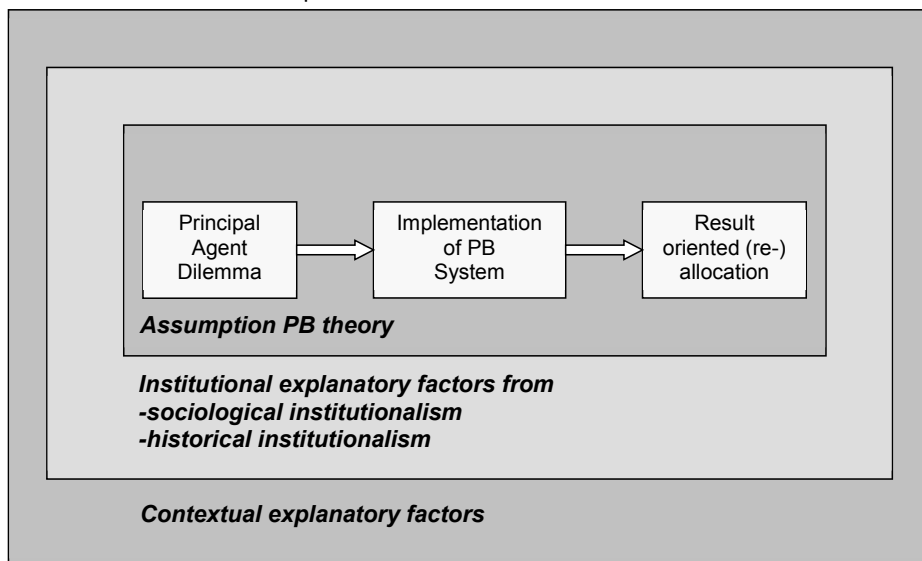 Principal
Agent
Dilemma
Implementation
of PB
System
Result
oriented (re-)
allocation
Assumption PB theory
Institutional explanatory factors from
-sociological institutionalism
-historical institutionalism
Contextual explanatory factors